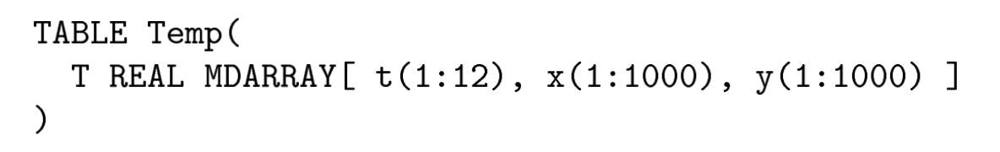 TABLE Temp(
T REAL MDARRAY[ t(1:12), x(1:1000), y(1:1000) ]
)